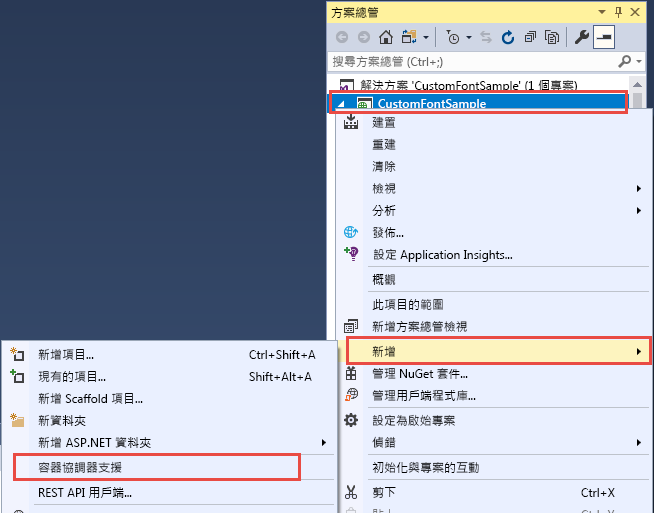 方案總管
搜尋方案總管 (Ctrl+;)
解決方案 'CustomFontSample' (1 個專案)
CustomFontSample
建置
重建
清除
檢視
分析
發佈...
設定 Application Insights...
概觀
此項目的範圍
新增方案總管檢視
新增
管理 NuGet 套件...
管理用戶端程式庫...
設定為啟始專案
偵錯
初始化與專案的互動
剪下 Ctrl+X
新增項目... Ctrl+Shift+A
現有的項目... Shift+Alt+A
新增 Scaffold 項目...
新資料夾
新增 ASP.NET 資料夾
容器協調器支援
REST API 用戶端...